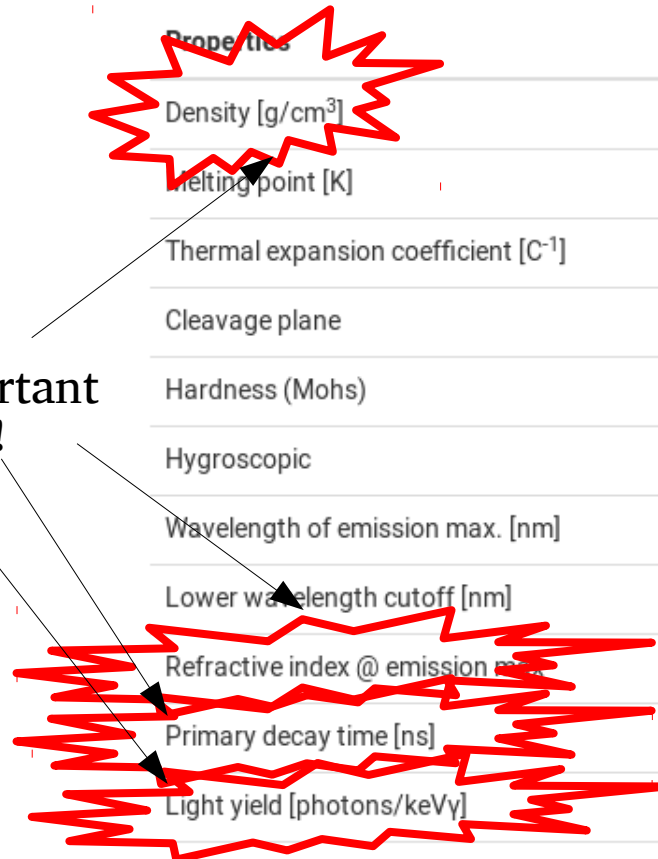 Properties
Density [g/cm³]
Melting point [K]
Thermal expansion coefficient [C⁻¹]
Cleavage plane
rtant
!
Hardness (Mohs)
Hygroscopic
Wavelength of emission max. [nm]
Lower wavelength cutoff [nm]
Refractive index @ emission max
Primary decay time [ns]
Light yield [photons/keVγ]